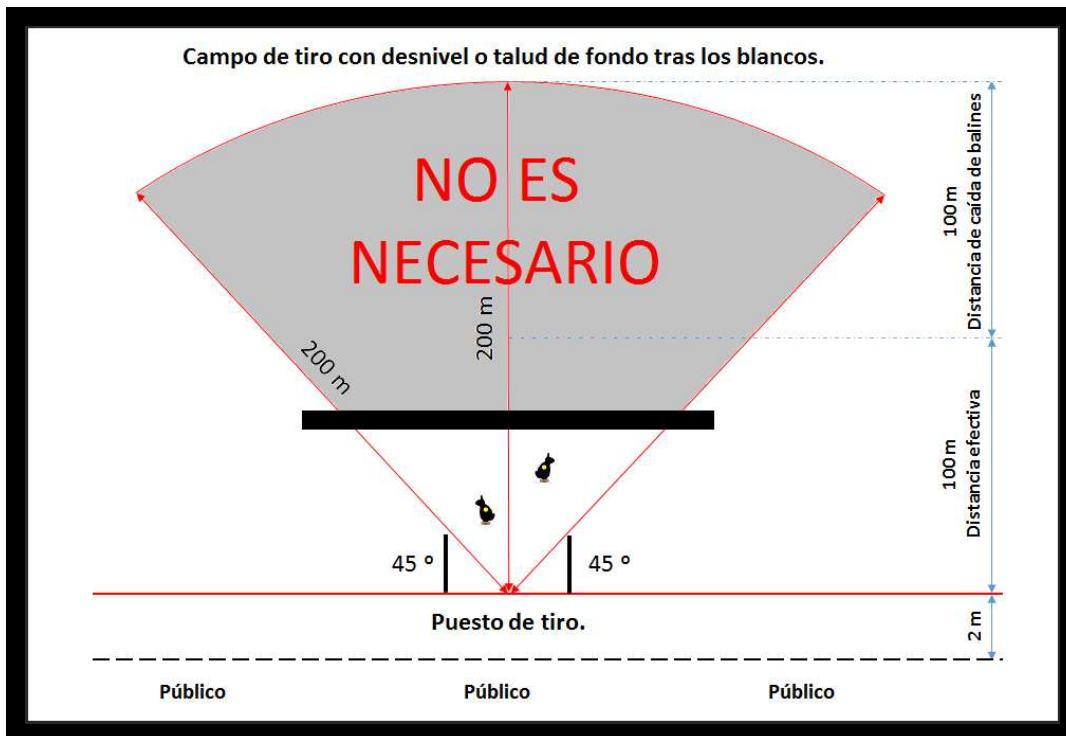 Campo de tiro con desnivel o talud de fondo tras los blancos.
NO ES
NECESARIO
100 m
Distancia de caída de balines
200 m
200 m
100 m
Distancia efectiva
45 º
45 º
Puesto de tiro.
2 m
Público
Público
Público